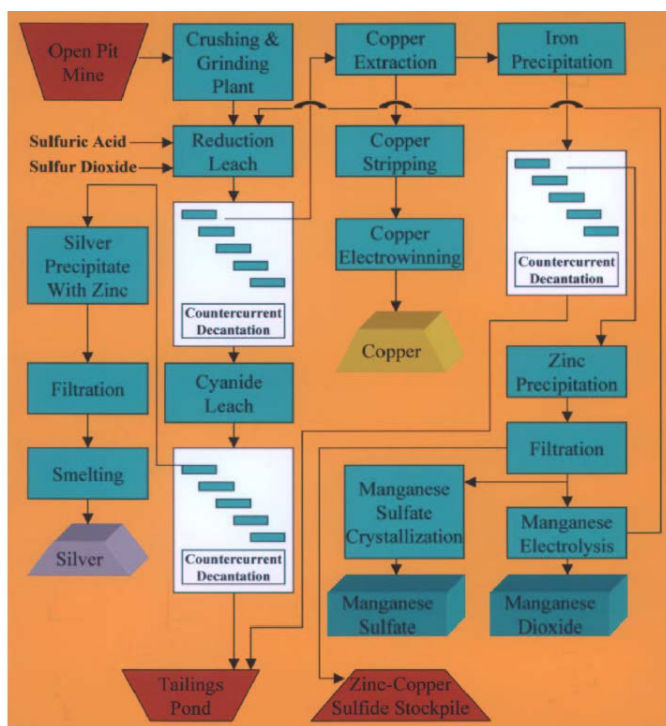 Open Pit
Mine
Crushing &
Grinding
Plant
Copper
Extraction
Iron
Precipitation
Sulfuric Acid
Sulfur Dioxide
Reduction
Leach
Copper
Stripping
Silver
Precipitate
With Zinc
Countercurrent
Decantation
Copper
Electrowinning
Countercurrent
Decantation
Copper
Filtration
Cyanide
Leach
Zinc
Precipitation
Smelting
Filtration
Silver
Countercurrent
Decantation
Manganese
Sulfate
Crystallization
Manganese
Electrolysis
Manganese
Sulfate
Manganese
Dioxide
Tailings
Pond
Zinc-Copper
Sulfide Stockpile